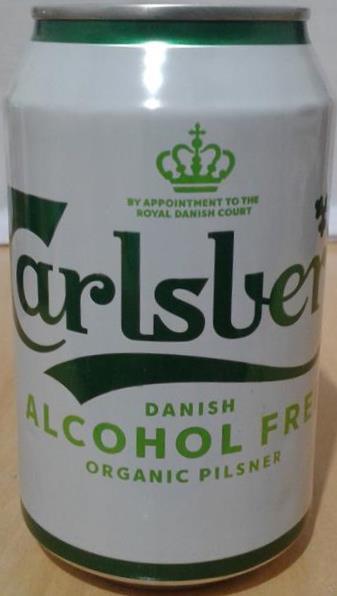 BY APPOINTMENT TO THE
ROYAL DANISH COURT
Carlsber
DANISH
ALCOHOL FRE
ORGANIC PILSNER